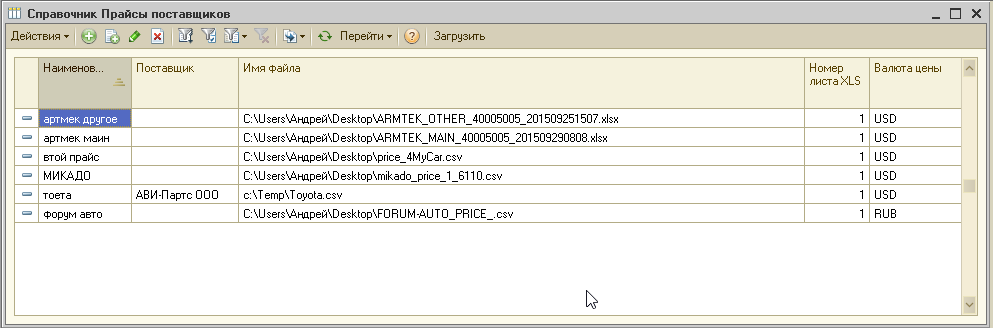 Справочник Прайсы поставщиков
Действия Перейти Загрузить
Наименов... Поставщик Имя файла Номер листа XLS Валюта цены
артмек другое C:\Users\Андрей\Desktop\ARMTEK_OTHER_40005005_201509251507.xlsx 1 USD
артмек маин C:\Users\Андрей\Desktop\ARMTEK_MAIN_40005005_201509290808.xlsx 1 USD
втой прайс C:\Users\Андрей\Desktop\price_4MyCar.csv 1 USD
МИКАДО C:\Users\Андрей\Desktop\mikado_price_1_6110.csv 1 USD
тоета АВИ-Партс ООО c:\Temp\Toyota.csv 1 USD
форум авто C:\Users\Андрей\Desktop\FORUM-AUTO_PRICE_.csv 1 RUB